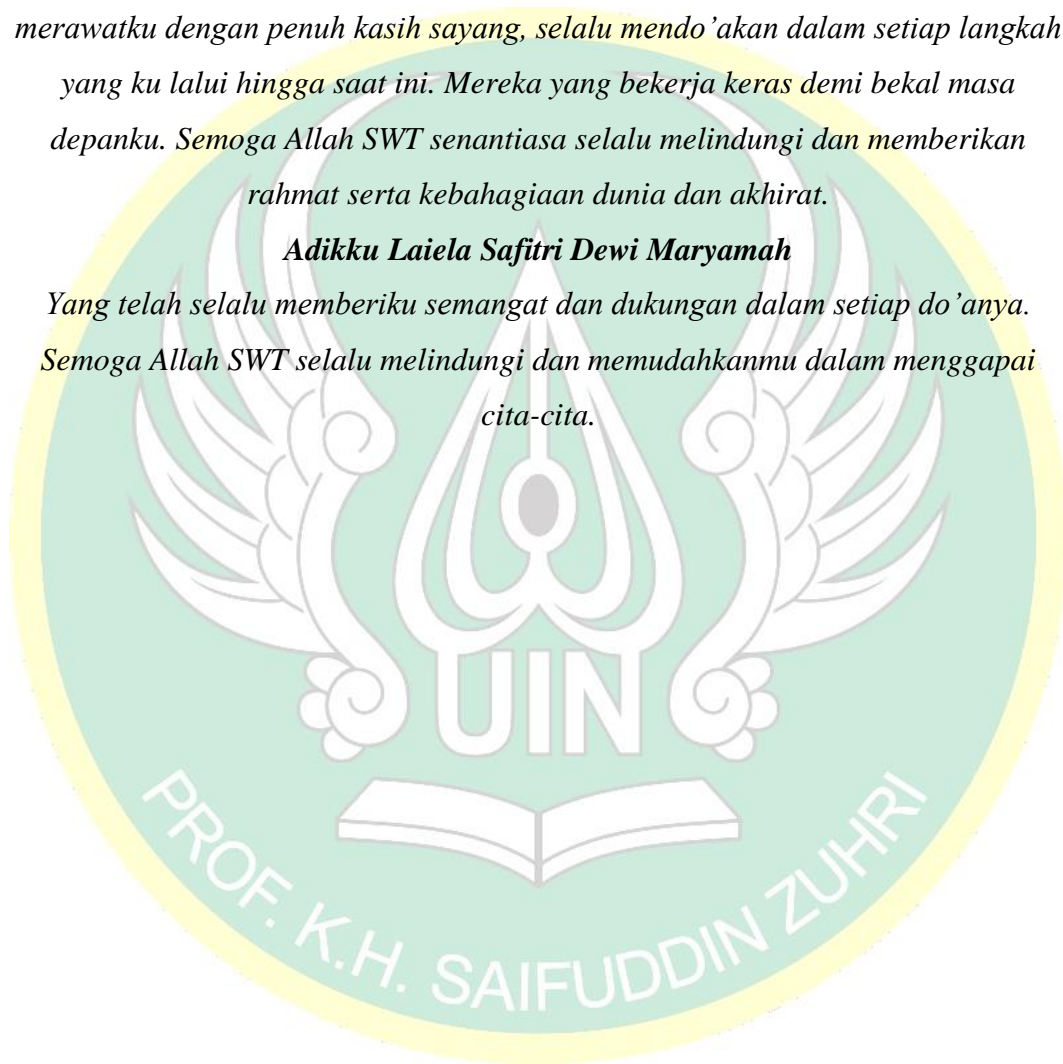 merawatku dengan penuh kasih sayang, selalu mendo’akan dalam setiap langkah
yang ku lalui hingga saat ini. Mereka yang bekerja keras demi bekal masa
depanku. Semoga Allah SWT senantiasa selalu melindungi dan memberikan
rahmat serta kebahagiaan dunia dan akhirat.
Adikku Laiela Safitri Dewi Maryamah
Yang telah selalu memberiku semangat dan dukungan dalam setiap do’anya.
Semoga Allah SWT selalu melindungi dan memudahkanmu dalam menggapai
cita-cita.
UIN
PROF. K.H. SAIFUDDIN ZUHRI